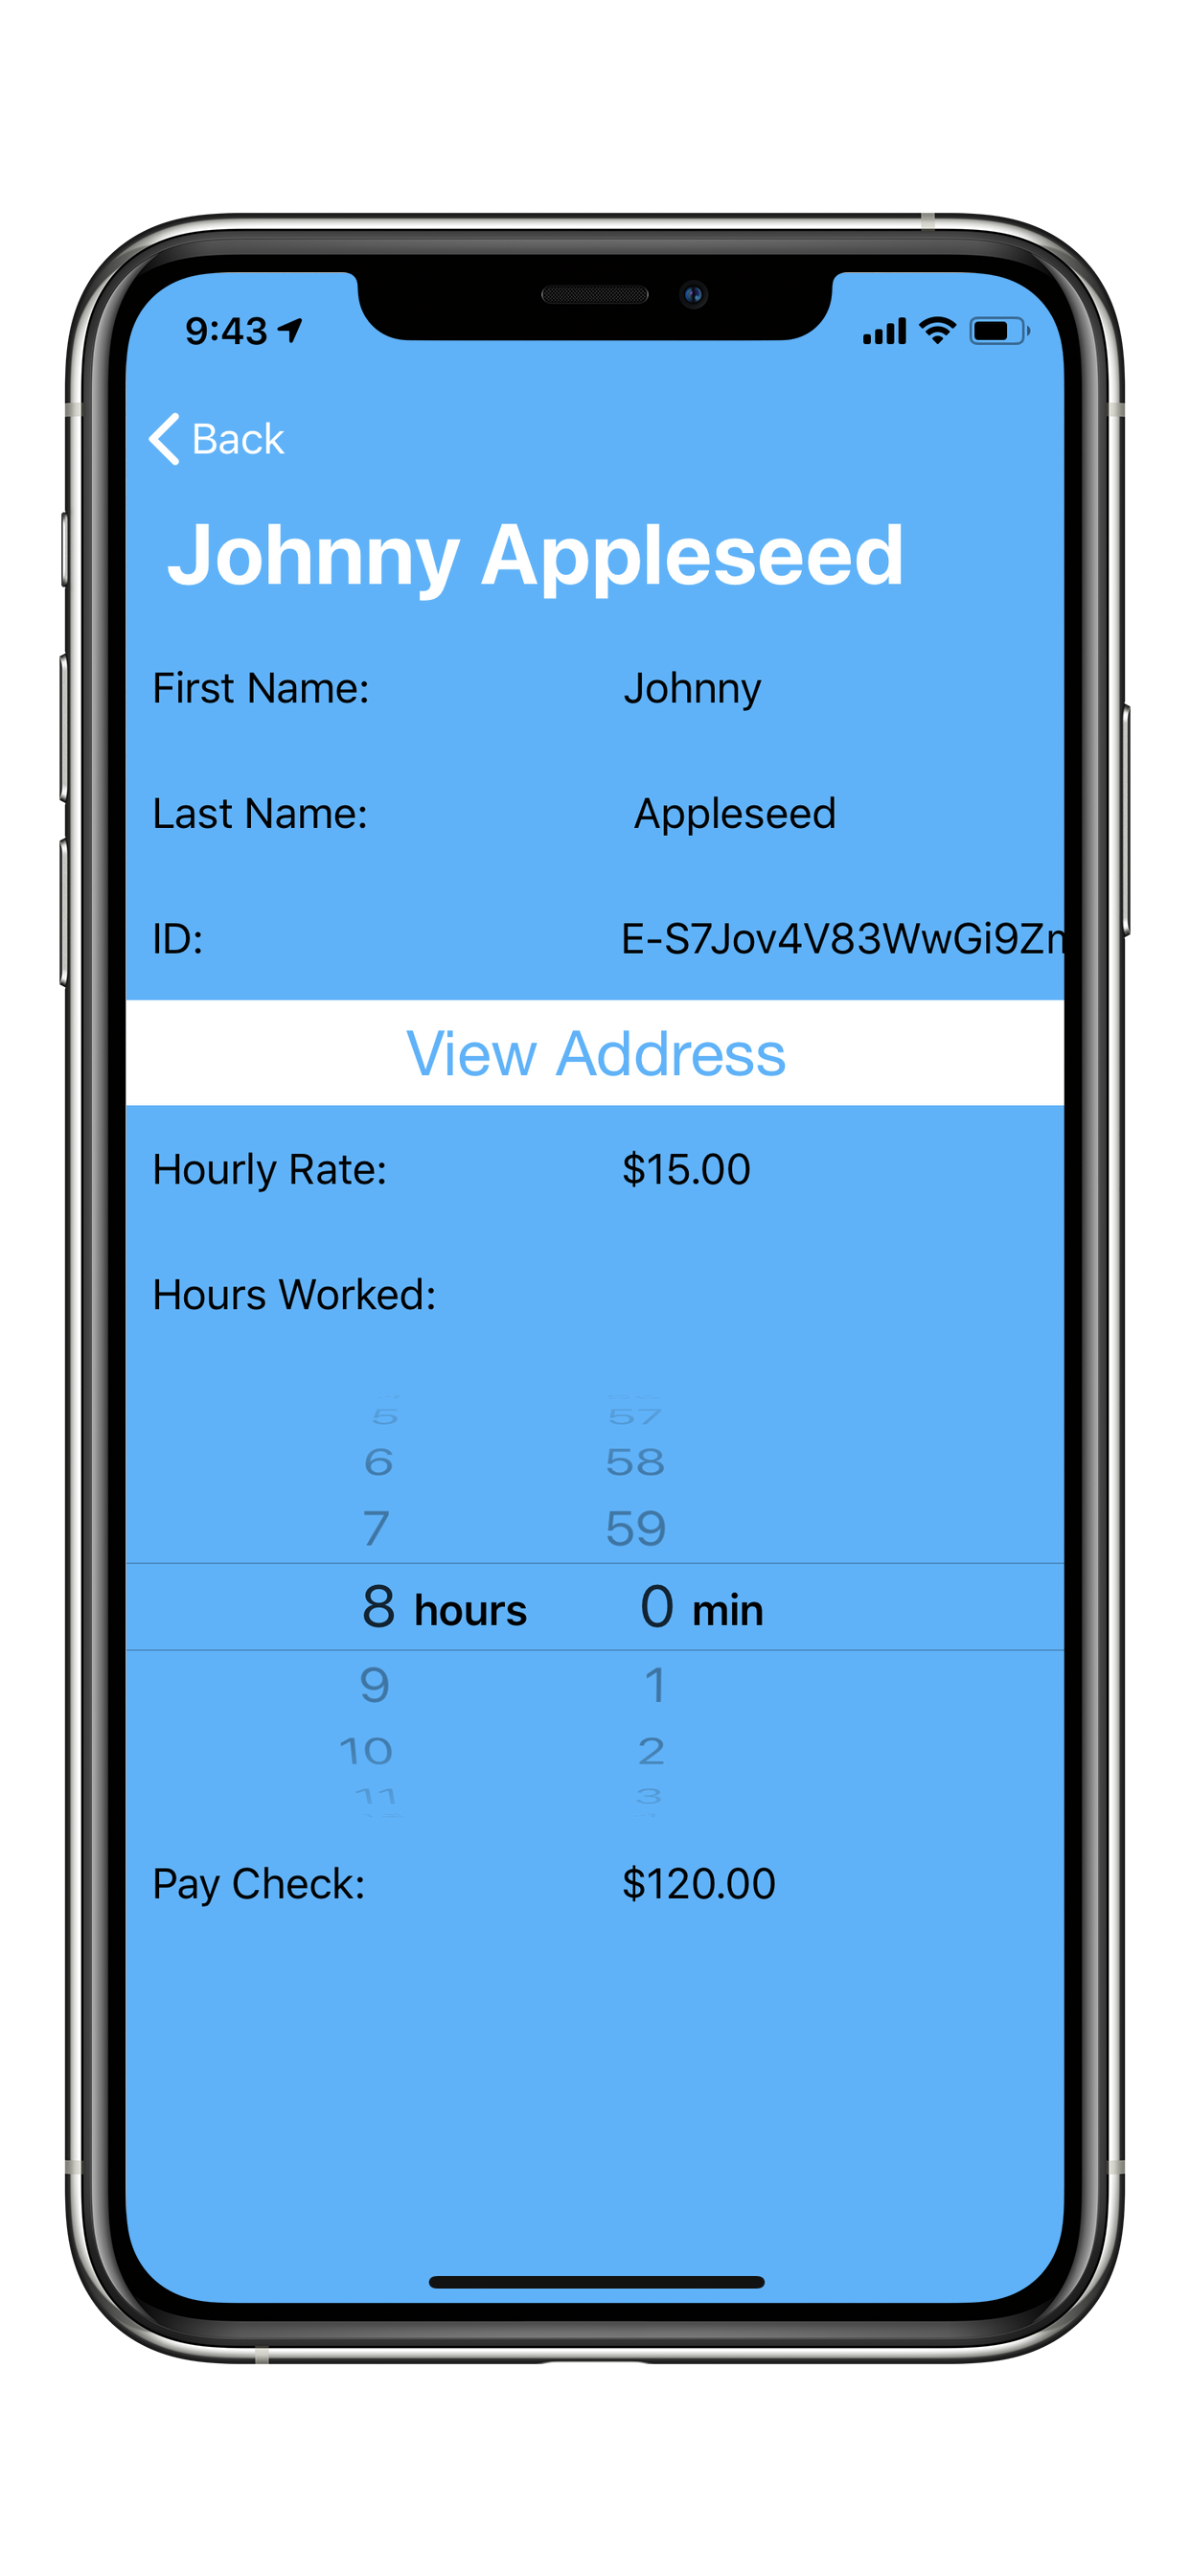 9:43
Back
Johnny Appleseed
First Name: Johnny
Last Name: Appleseed
ID: E-S7Jov4V83WwGi9Z
View Address
Hourly Rate: $15.00
Hours Worked:
5 57
6 58
7 59
8 hours 0 min
9 1
10 2
11 3
Pay Check: $120.00